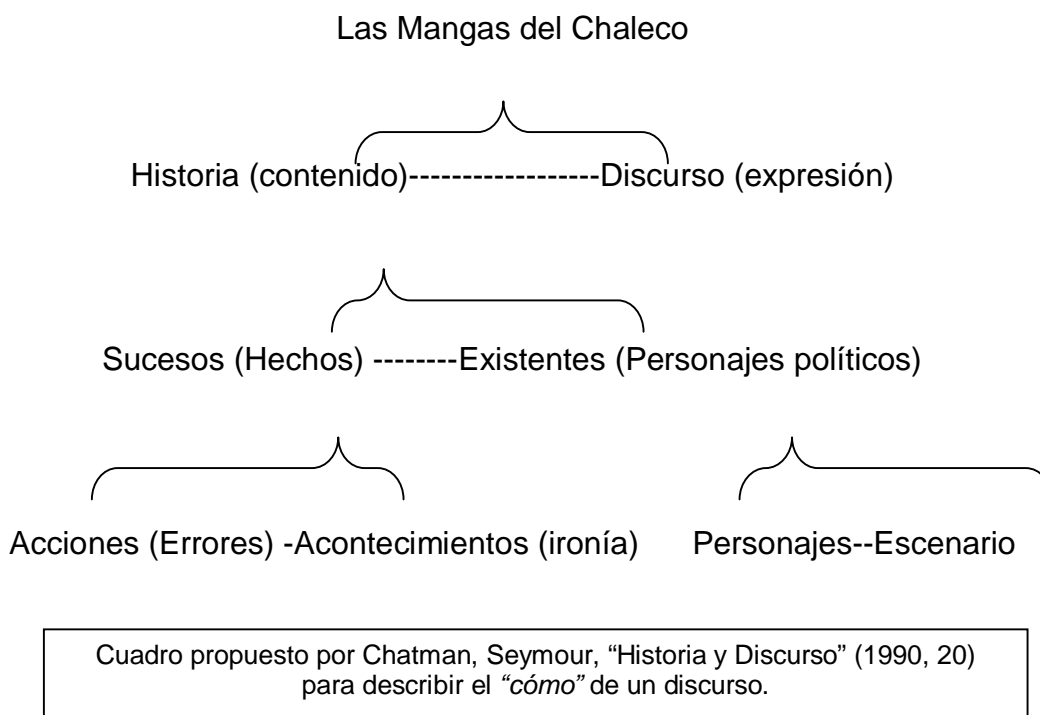 Las Mangas del Chaleco
Historia (contenido)------------------Discurso (expresión)
Sucesos (Hechos) --------Existentes (Personajes políticos)
Acciones (Errores) -Acontecimientos (ironía) Personajes--Escenario
Cuadro propuesto por Chatman, Seymour, “Historia y Discurso” (1990, 20)
para describir el “cómo” de un discurso.